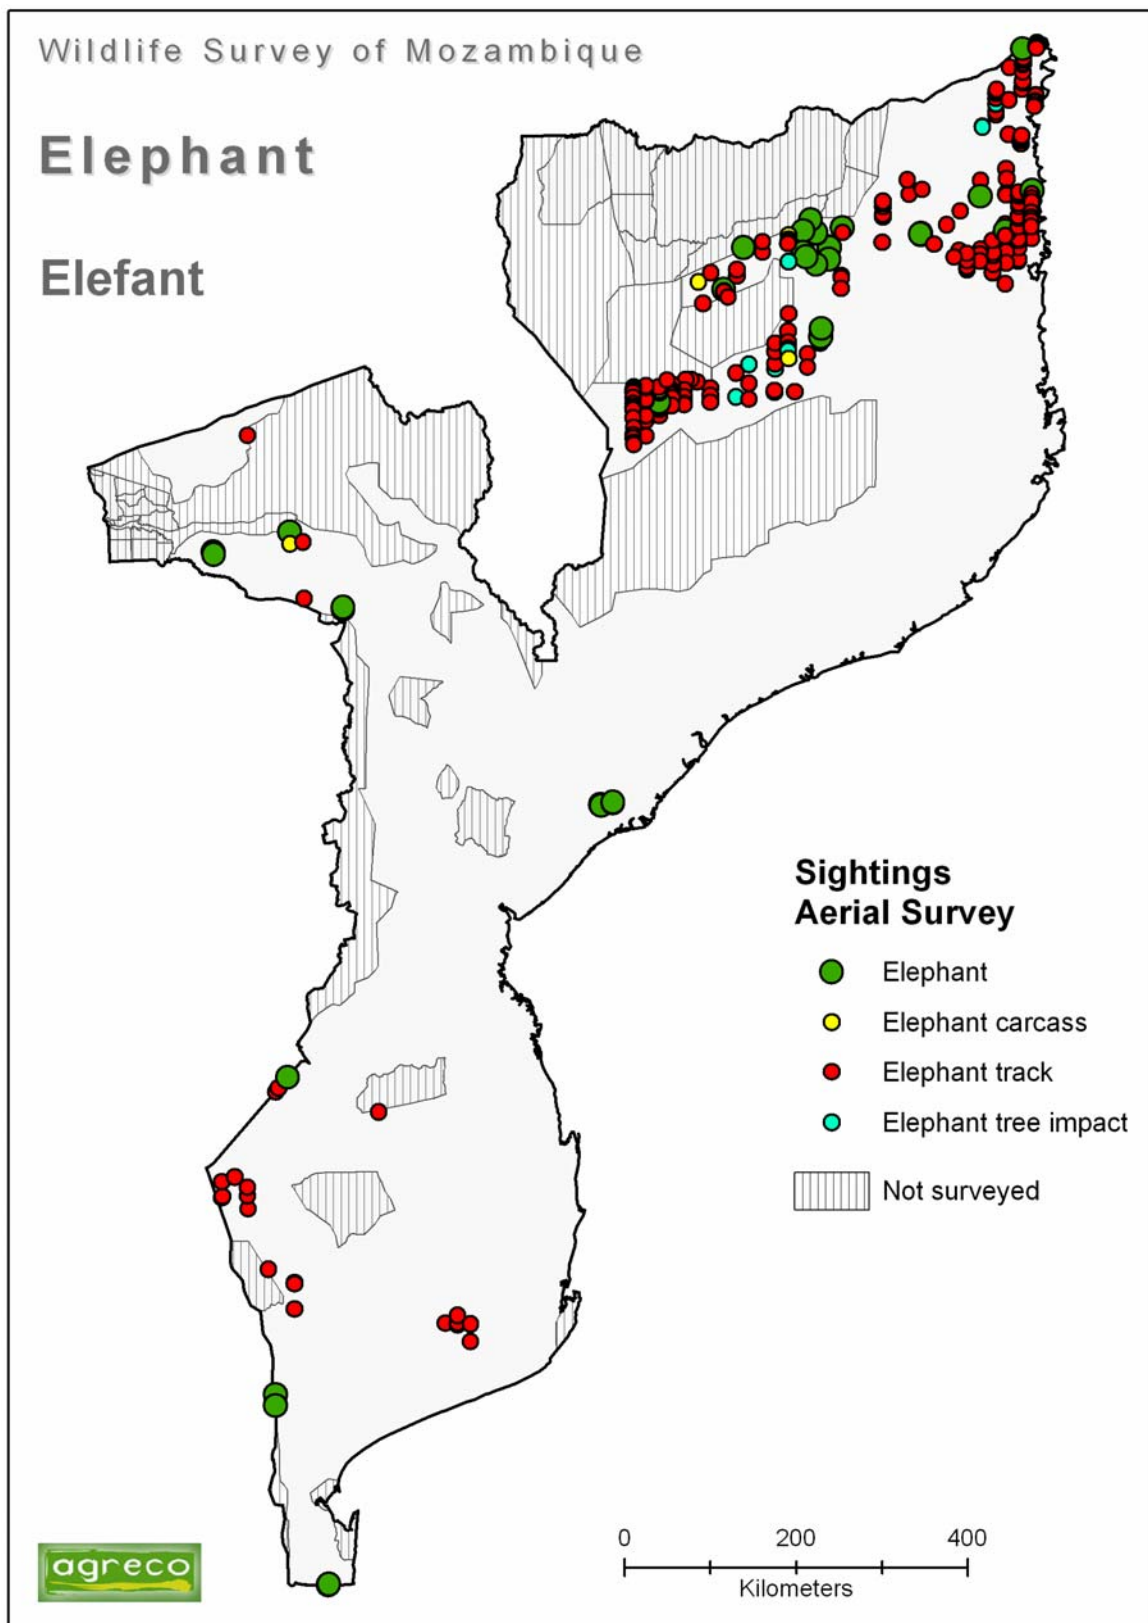 Wildlife Survey of Mozambique
Elephant
Elefant
Sightings
Aerial Survey
Elephant
Elephant carcass
Elephant track
Elephant tree impact
Not surveyed
0 200 400
Kilometers
agreco